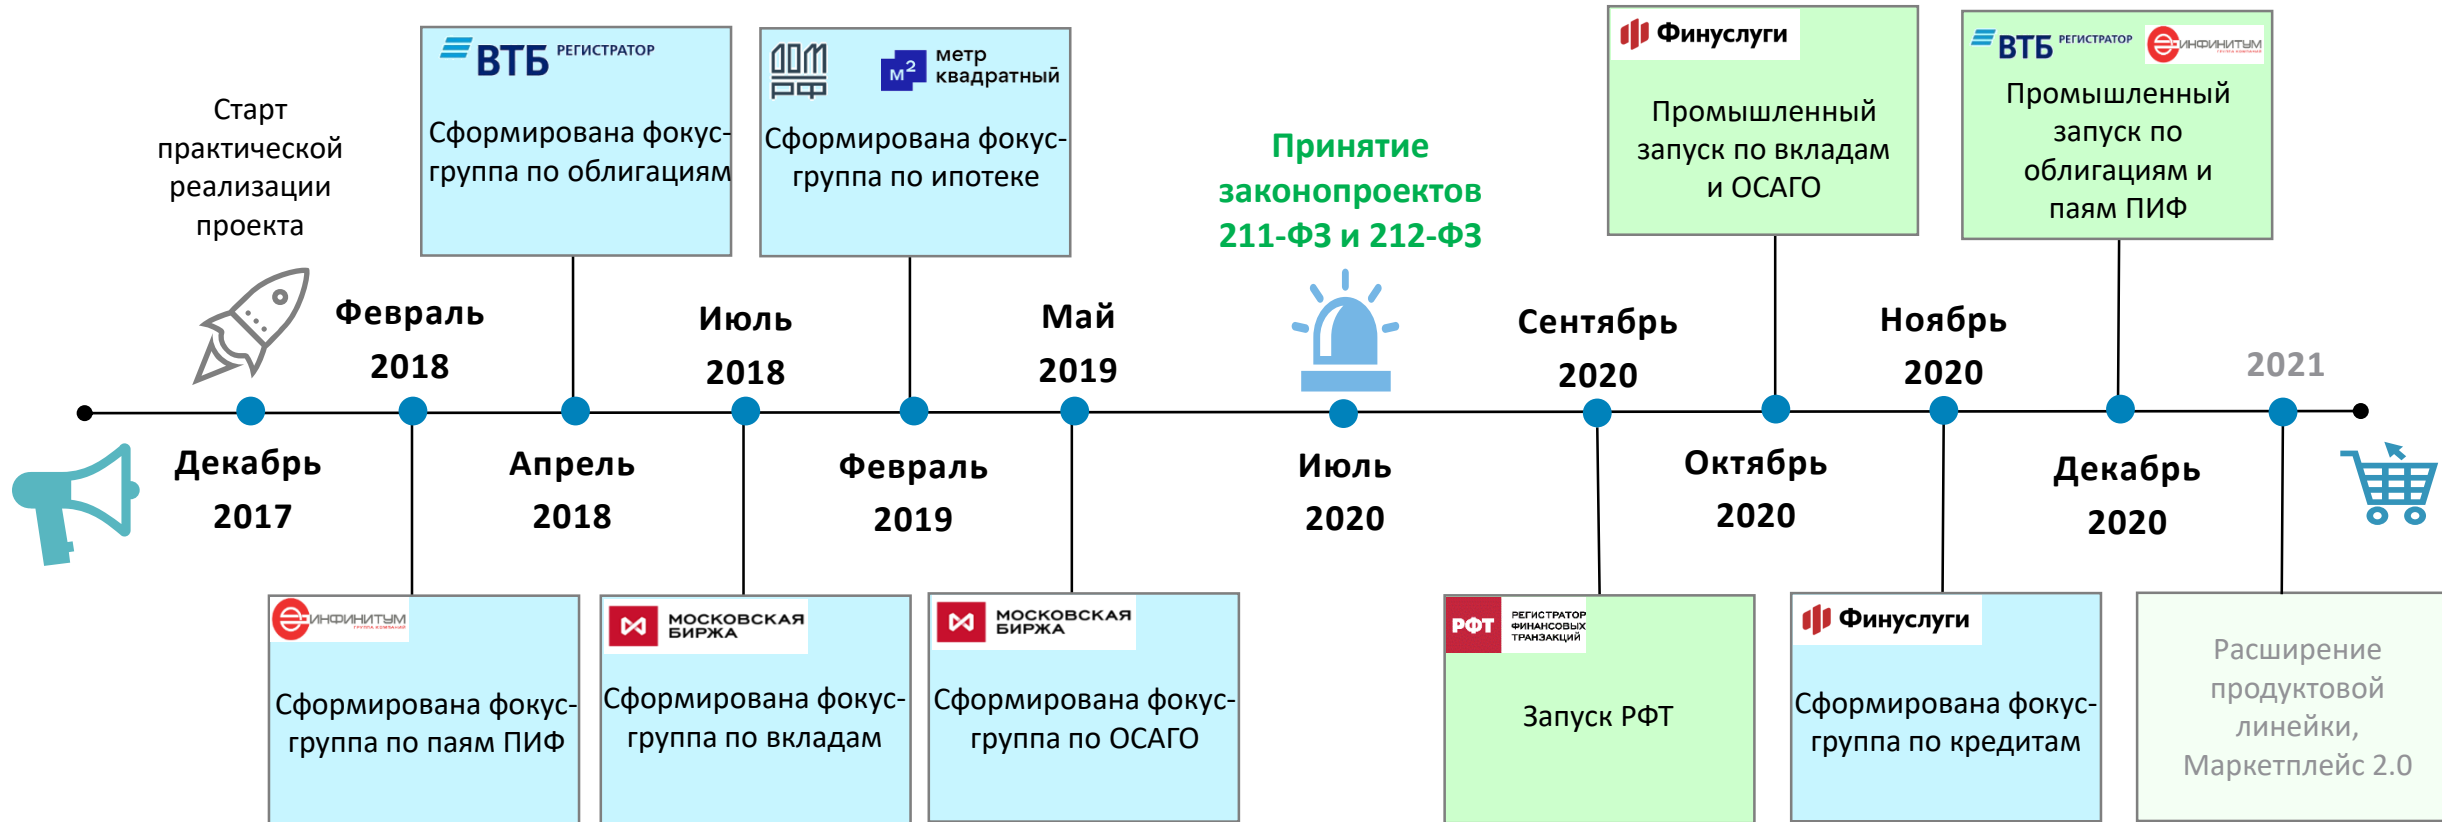 Старт
практической
реализации
проекта
ВТБ РЕГИСТРАТОР
Сформирована фокус-
группа по облигациям
ДОМ
РФ
м² метр
квадратный
Сформирована фокус-
группа по ипотеке
Принятие
законопроектов
211-ФЗ и 212-ФЗ
Финуслуги
Промышленный
запуск по вкладам
и ОСАГО
ВТБ РЕГИСТРАТОР
ИНФИНИТУМ
ГРУППА КОМПАНИЙ
Промышленный
запуск по
облигациям и
паям ПИФ
Февраль
2018
Июль
2018
Май
2019
Сентябрь
2020
Ноябрь
2020
2021
Декабрь
2017
Апрель
2018
Февраль
2019
Июль
2020
Октябрь
2020
Декабрь
2020
ИНФИНИТУМ
ГРУППА КОМПАНИЙ
Сформирована фокус-
группа по паям ПИФ
МОСКОВСКАЯ
БИРЖА
Сформирована фокус-
группа по вкладам
МОСКОВСКАЯ
БИРЖА
Сформирована фокус-
группа по ОСАГО
РФТ
РЕГИСТРАТОР
ФИНАНСОВЫХ
ТРАНЗАКЦИЙ
Запуск РФТ
Финуслуги
Сформирована фокус-
группа по кредитам
Расширение
продуктовой
линейки,
Маркетплейс 2.0